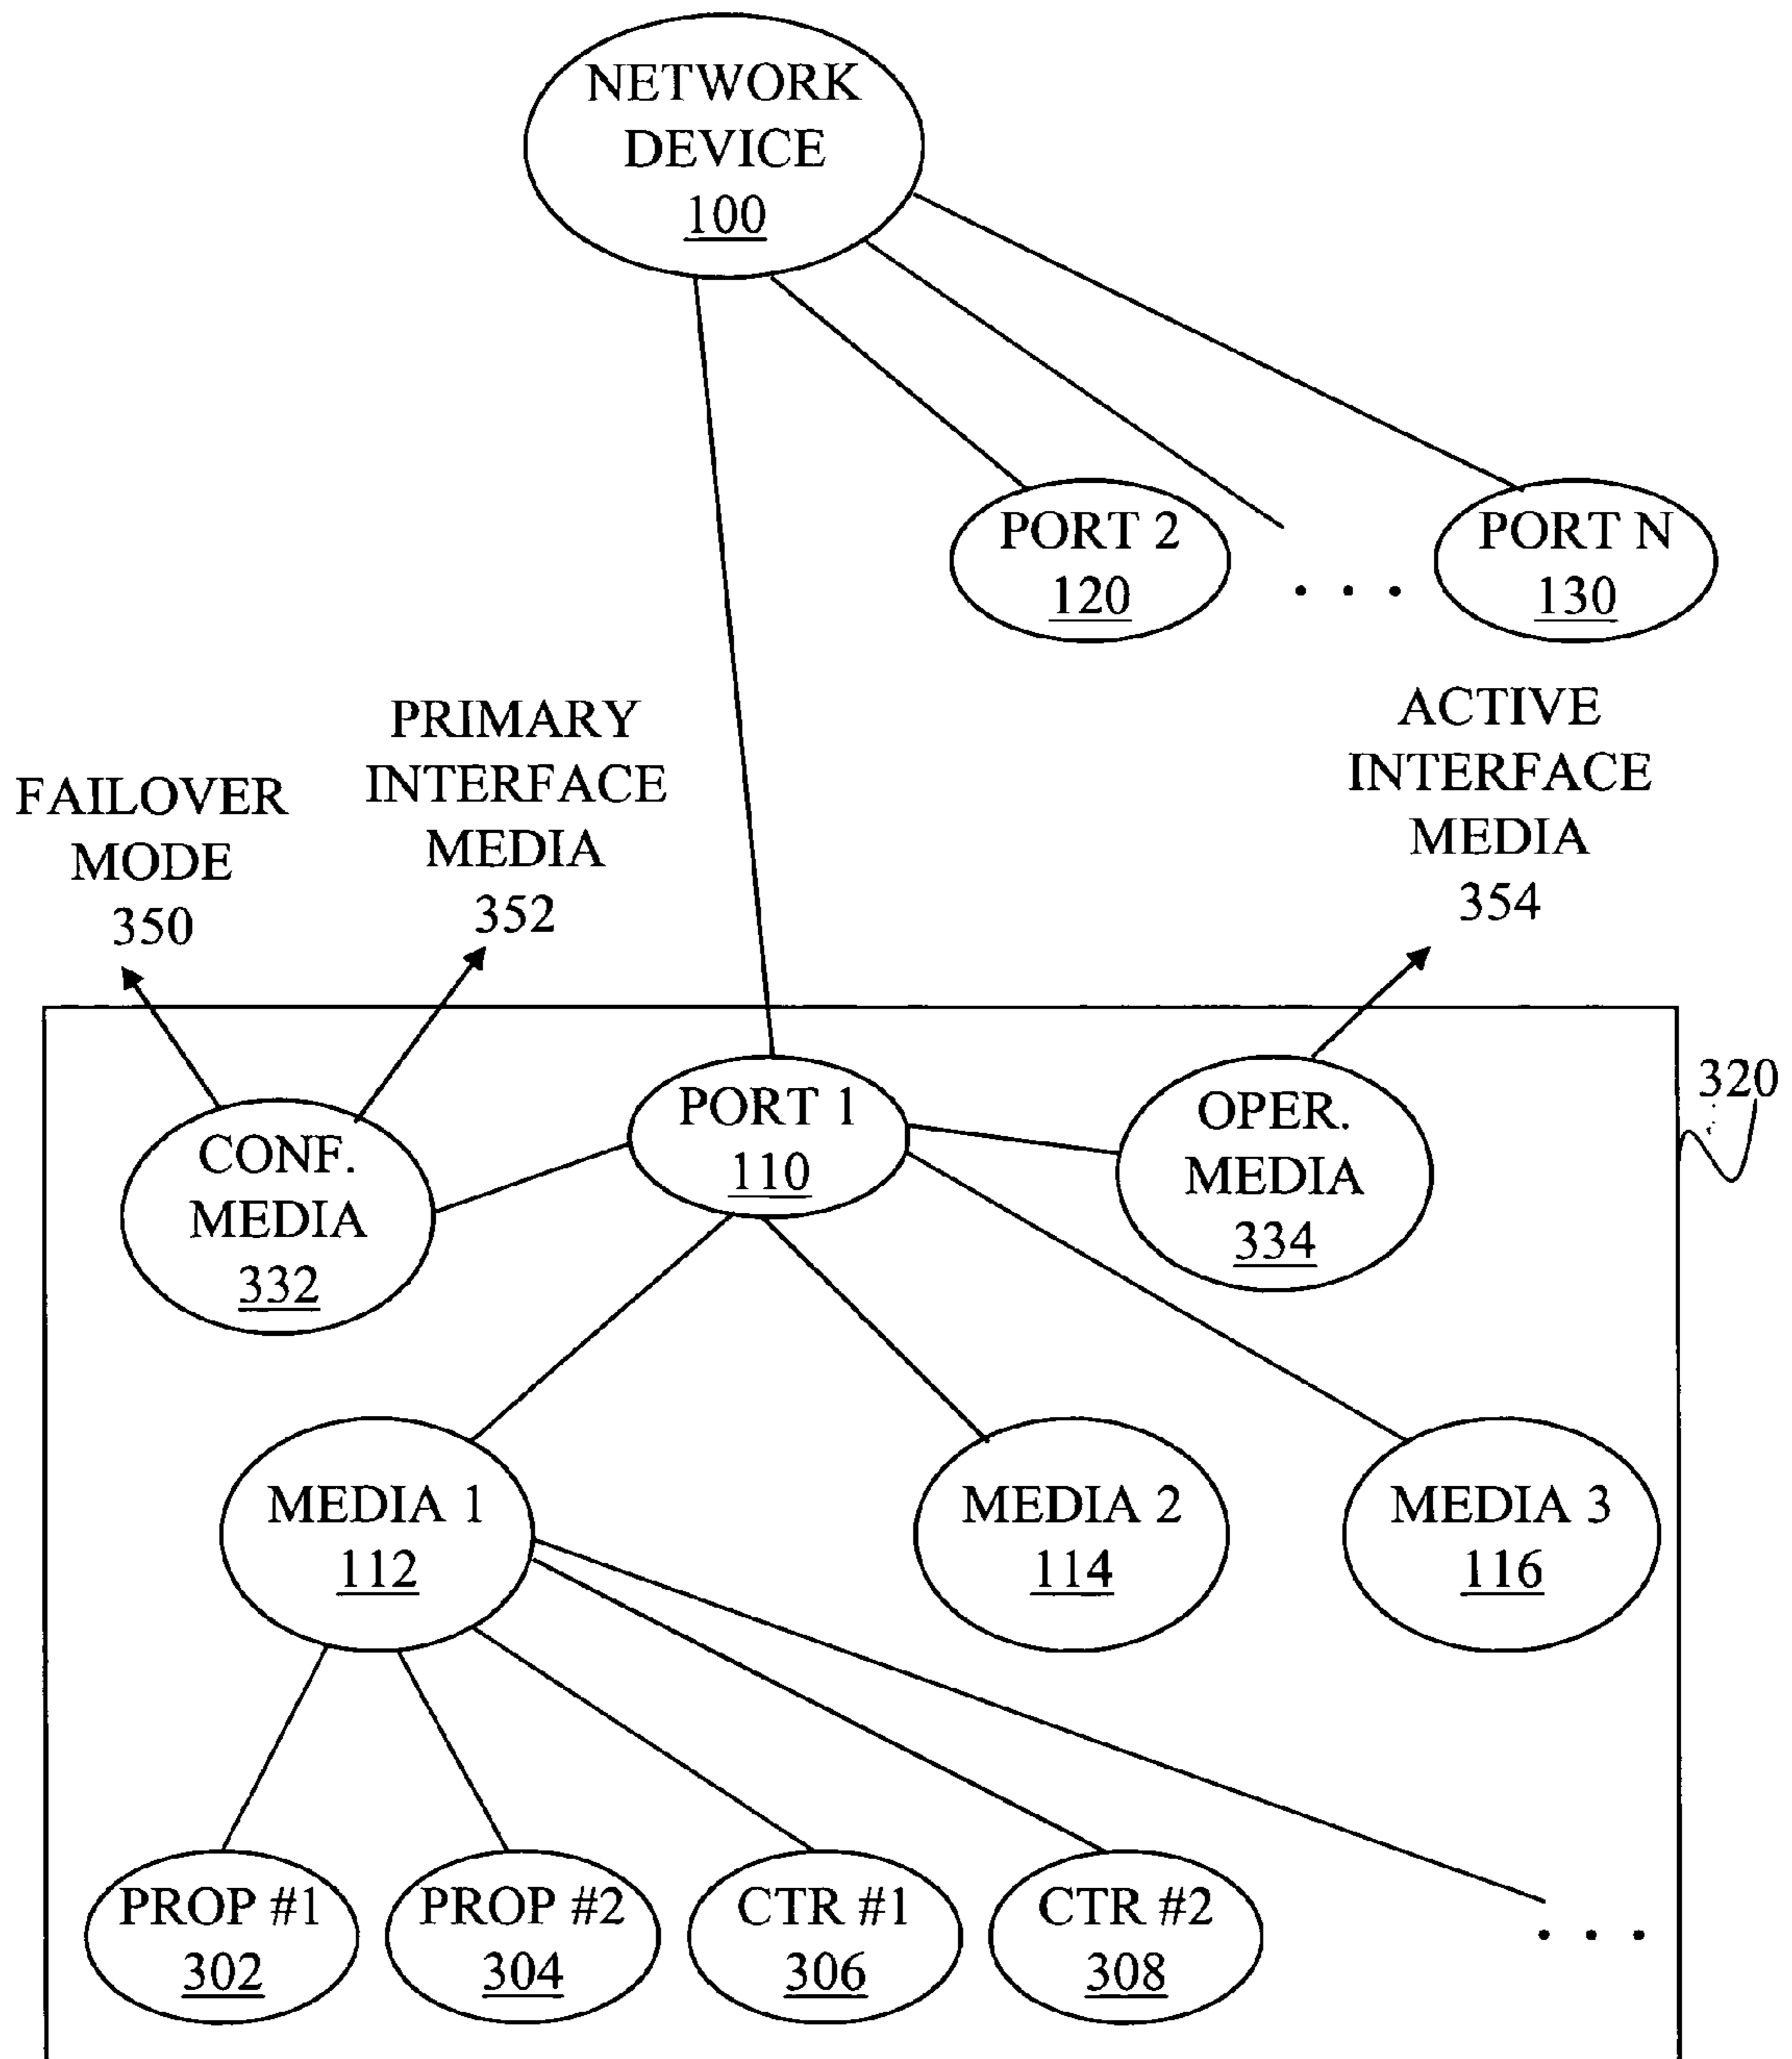 NETWORK
DEVICE
100
PORT 2
120
. . .
PORT N
130
FAILOVER
MODE
350
PRIMARY
INTERFACE
MEDIA
352
ACTIVE
INTERFACE
MEDIA
354
320
CONF.
MEDIA
332
PORT 1
110
OPER.
MEDIA
334
MEDIA 1
112
MEDIA 2
114
MEDIA 3
116
PROP #1
302
PROP #2
304
CTR #1
306
CTR #2
308
. . .